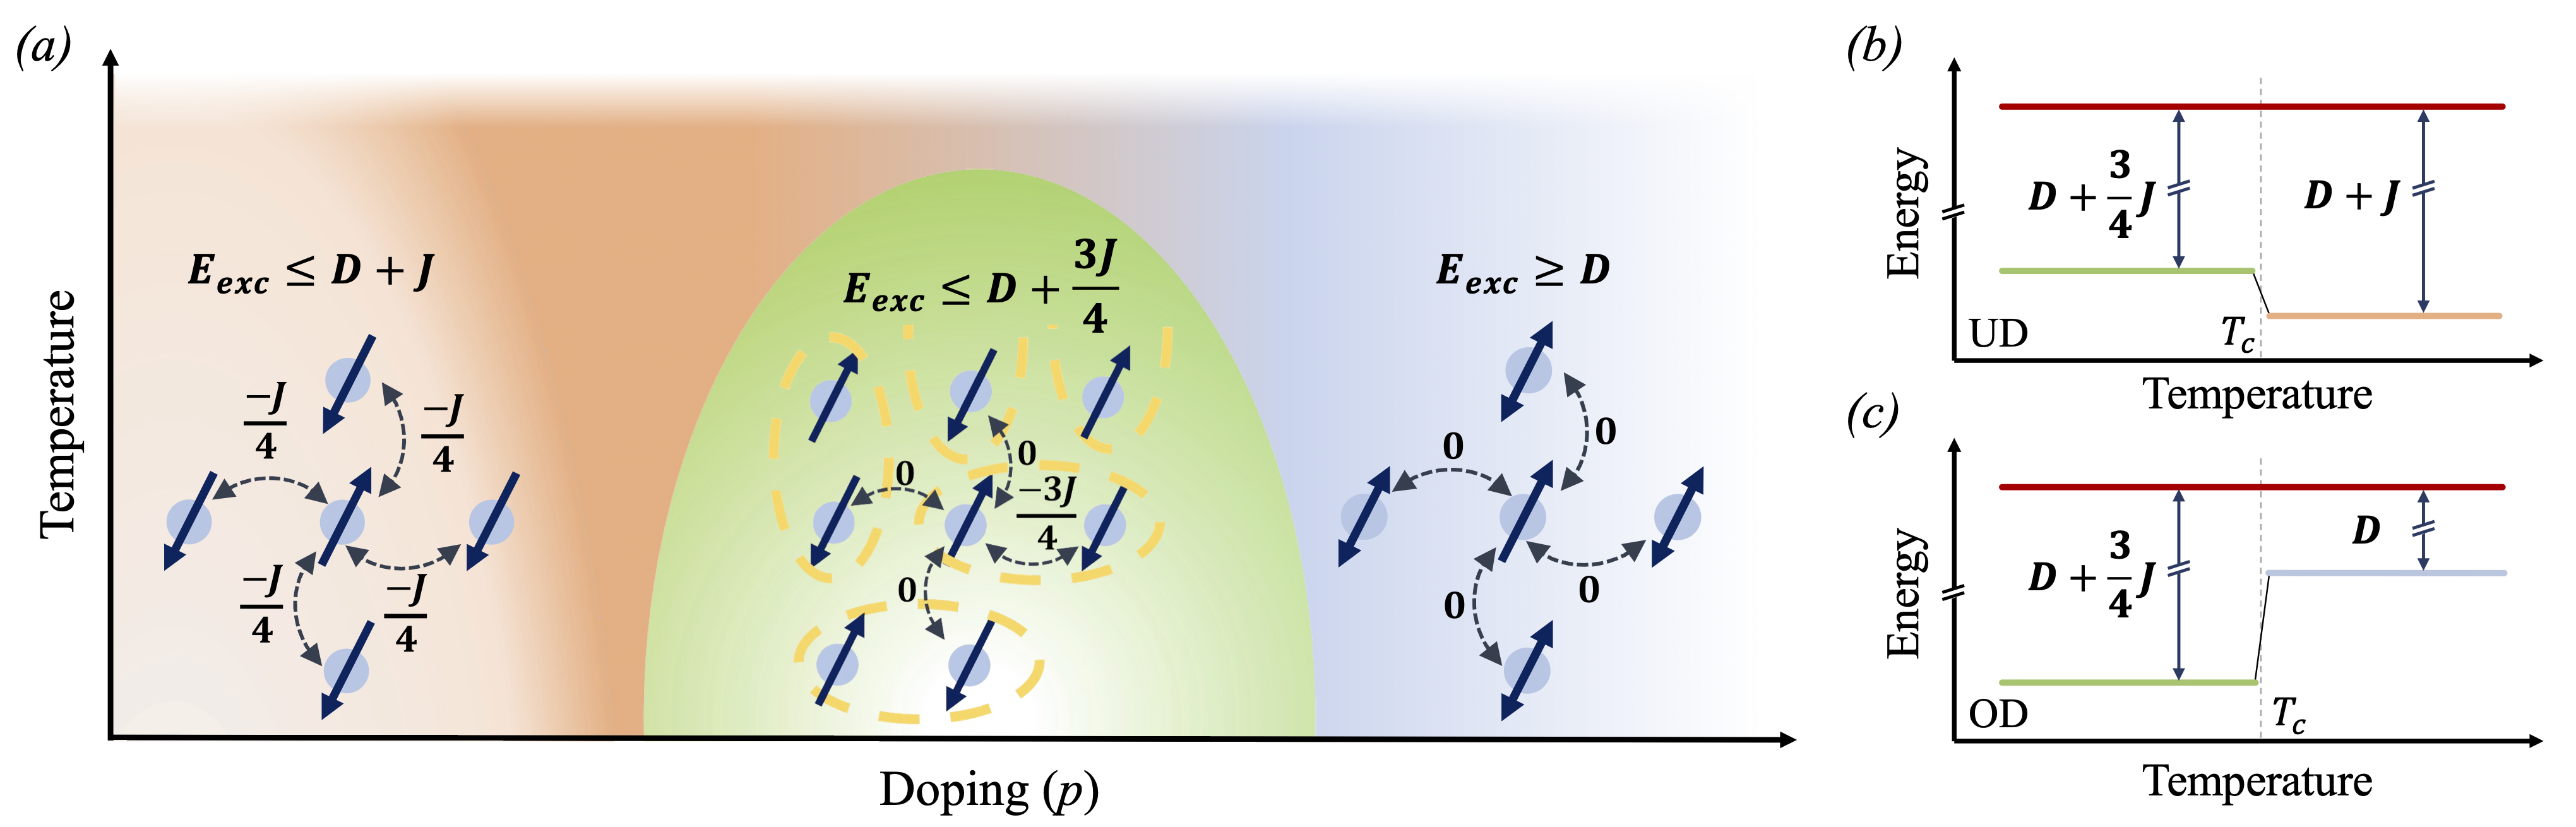 (a)
Temperature
E_exc ≤ D + J
−J/4
−J/4
−J/4
−J/4
E_exc ≤ D + 3J/4
0
0
−3J/4
0
E_exc ≥ D
0
0
0
0
Doping (p)
(b)
Energy
D + 3/4 J
D + J
UD
T_c
Temperature
(c)
Energy
D + 3/4 J
D
OD
T_c
Temperature